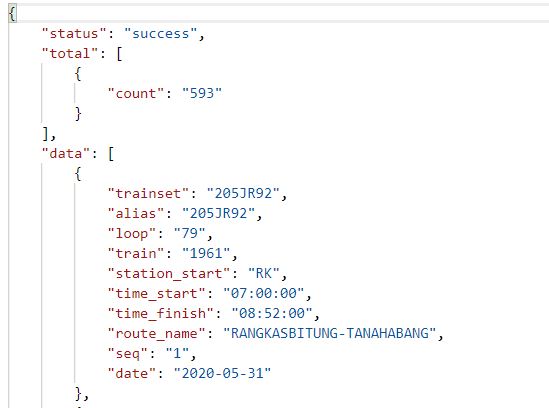 {
"status": "success",
"total": [
{
"count": "593"
}
],
"data": [
{
"trainset": "205JR92",
"alias": "205JR92",
"loop": "79",
"train": "1961",
"station_start": "RK",
"time_start": "07:00:00",
"time_finish": "08:52:00",
"route_name": "RANGKASBITUNG-TANAHABANG",
"seq": "1",
"date": "2020-05-31"
},